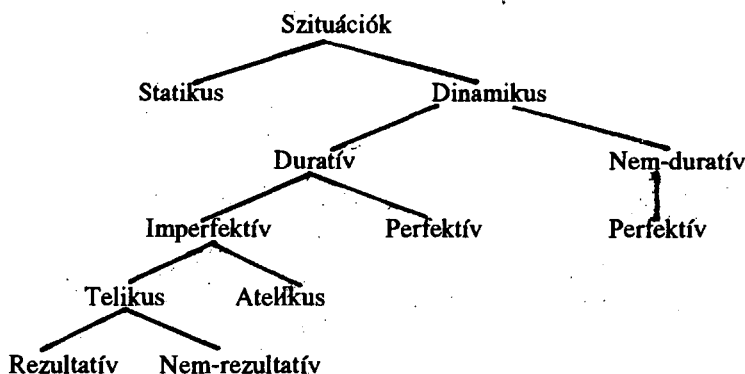 Szituációk
Statikus Dinamikus
Duratív Nem-duratív
Imperfektív Perfektív Perfektív
Telikus Atelikus
Rezultatív Nem-rezultatív